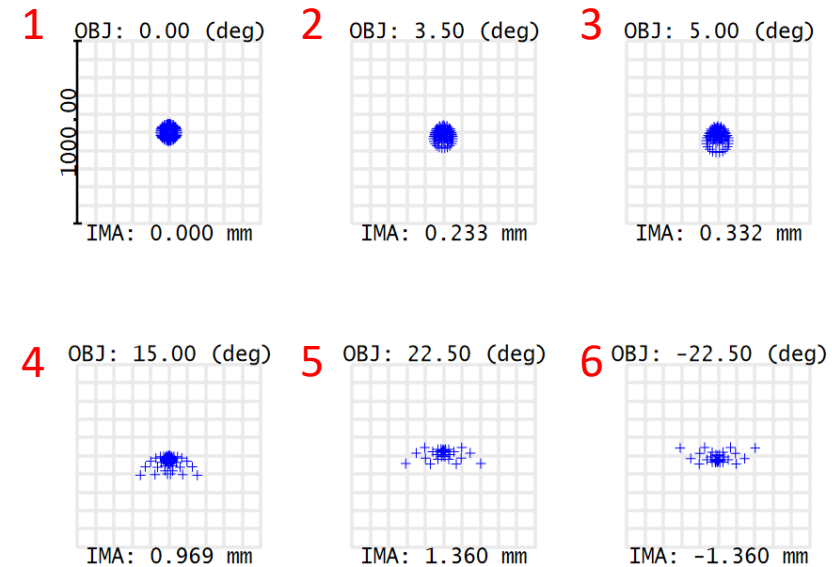 1 OBJ: 0.00 (deg)
2 OBJ: 3.50 (deg)
3 OBJ: 5.00 (deg)
1000.00
IMA: 0.000 mm
IMA: 0.233 mm
IMA: 0.332 mm
4 OBJ: 15.00 (deg)
5 OBJ: 22.50 (deg)
6 OBJ: -22.50 (deg)
IMA: 0.969 mm
IMA: 1.360 mm
IMA: -1.360 mm